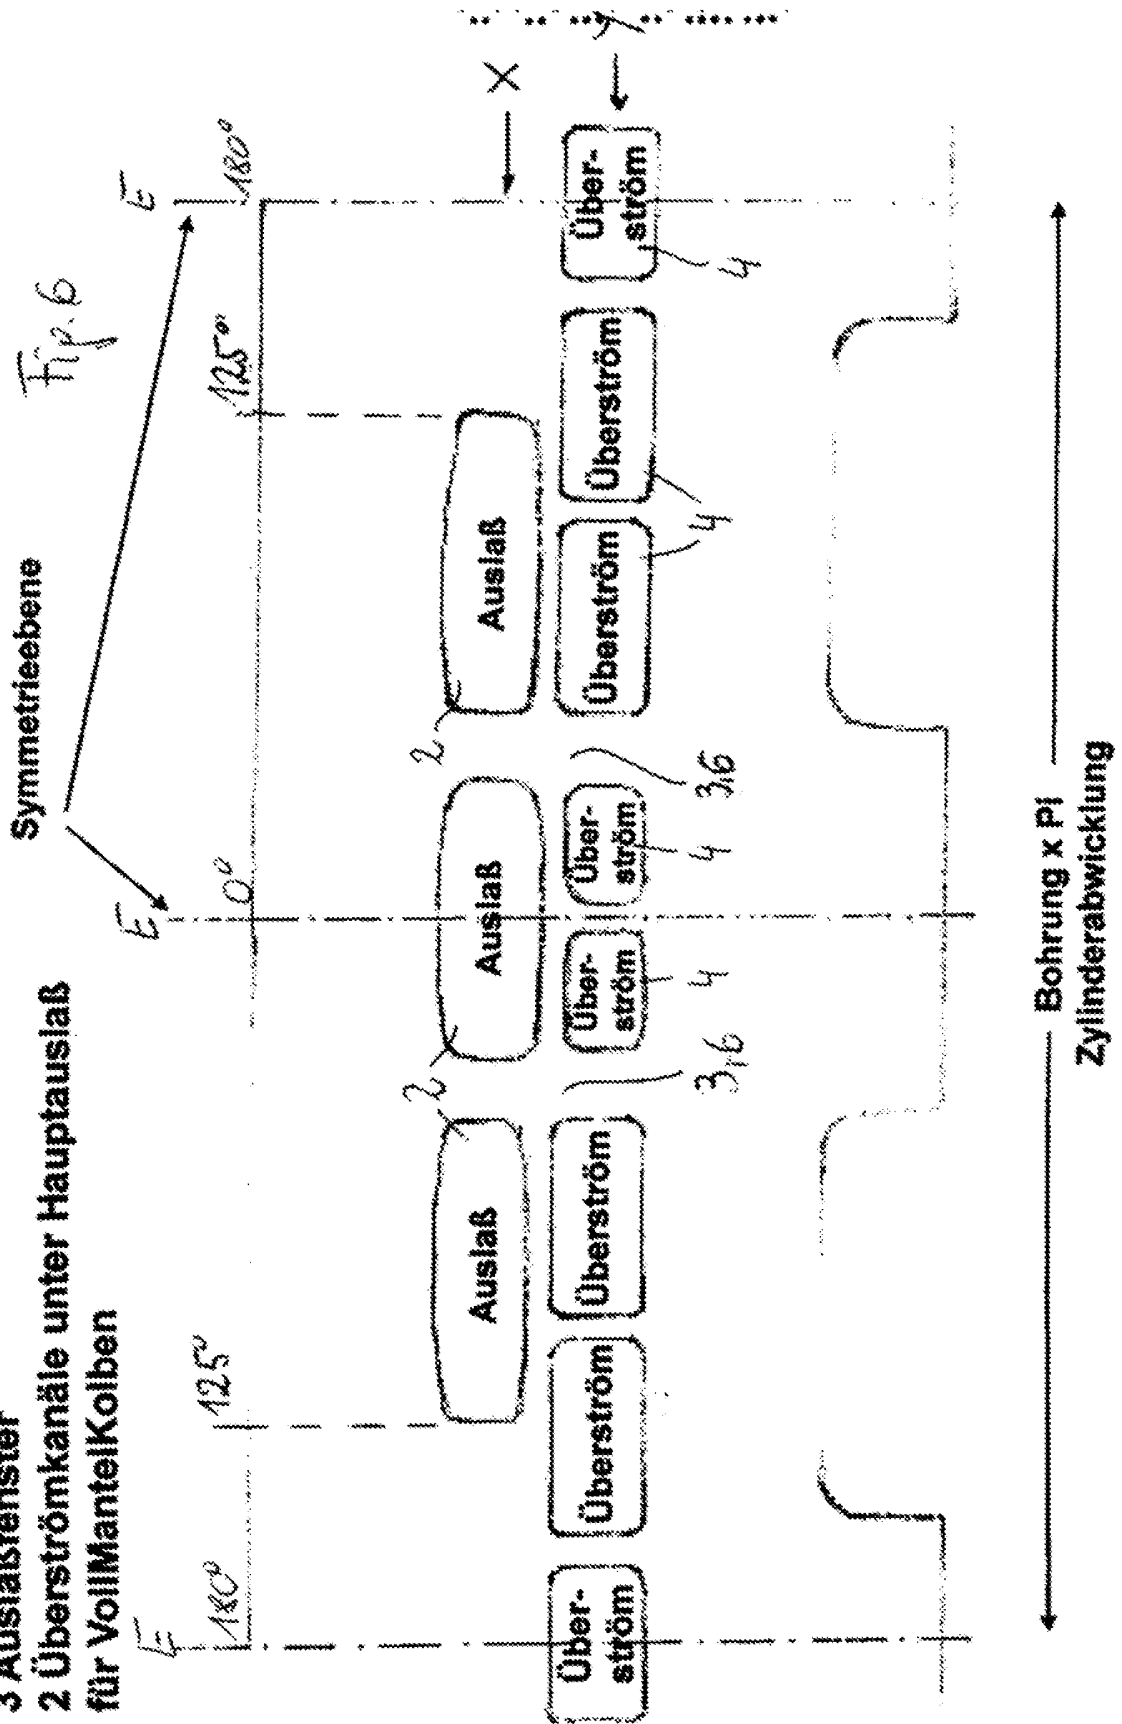 3 Auslaßfenster
2 Überströmkanäle unter Hauptauslaß
für VollMantelKolben
Symmetrieebene
Fig. 6
E
E
E
180°
125°
0°
125°
180°
X
y
Auslaß
Auslaß
Auslaß
2
2
Über-
ström
Überström
Überström
Über-
ström
Über-
ström
Überström
Überström
Über-
ström
3,6
4
4
3,6
4
4
Bohrung x Pi
Zylinderabwicklung